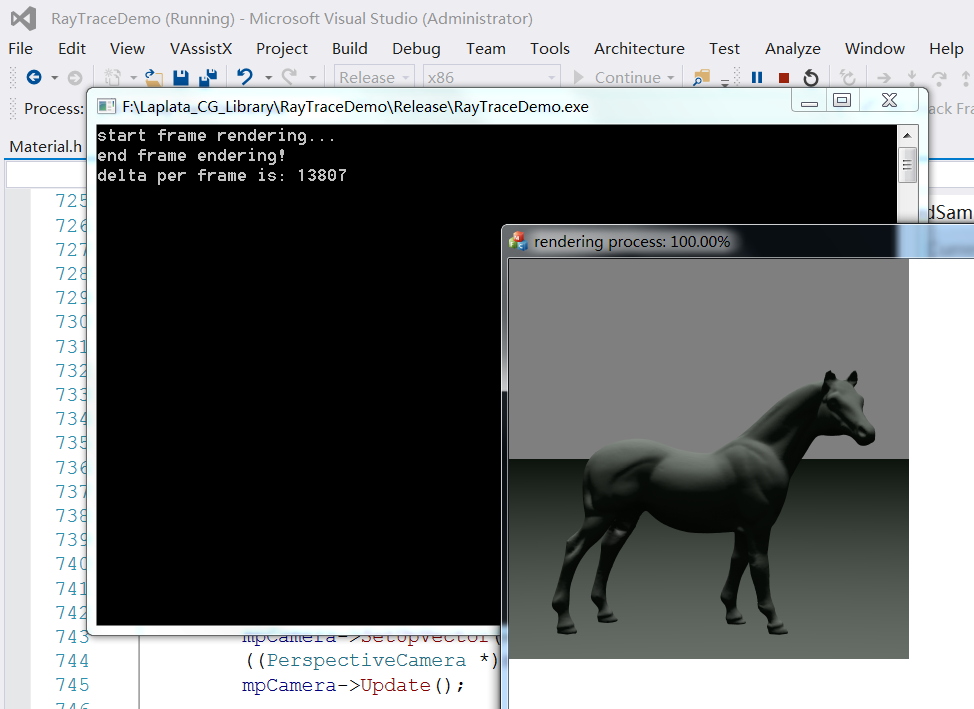 RayTraceDemo (Running) - Microsoft Visual Studio (Administrator)
File Edit View VAssistX Project Build Debug Team Tools Architecture Test Analyze Window Help
Release x86 Continue
Process:
F:\Laplata_CG_Library\RayTraceDemo\Release\RayTraceDemo.exe
Material.h
start frame rendering...
end frame endering!
delta per frame is: 13807
rendering process: 100.00%
725
726
727
728
729
730
731
732
733
734
735
736
737
738
739
740
741
742
743 mpCamera->SetUpVector(
744 ((PerspectiveCamera *)
745 mpCamera->Update();
746